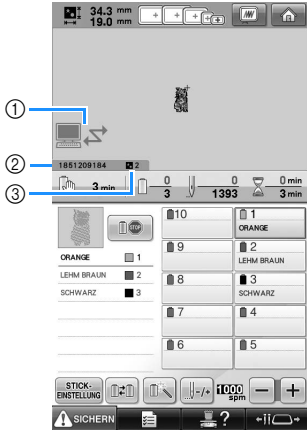 34.3 mm
19.0 mm
1
2
1851209184 2
3
3 min 0 3 0 1393 0 min 3 min
10 1 ORANGE
9 2 LEHM BRAUN
8 3 SCHWARZ
7 4
6 5
ORANGE 1
LEHM BRAUN 2
SCHWARZ 3
STICK-
EINSTELLUNG
-/+
1000 spm
- +
SICHERN
?